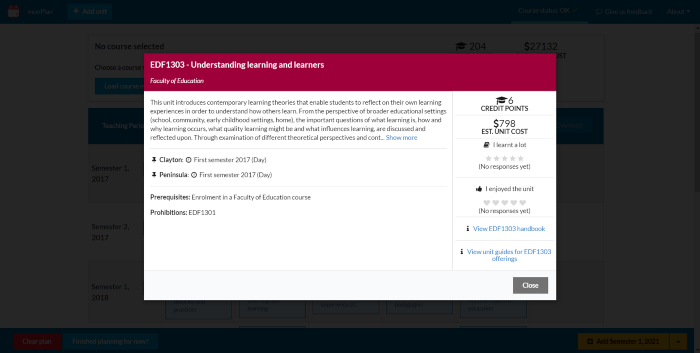 monPlan
Add unit
Course status: OK
Give us feedback
About
No course selected
204
$27132
EDF1303 - Understanding learning and learners
Faculty of Education
This unit introduces contemporary learning theories that enable students to reflect on their own learning
experiences in order to understand how others learn. From the perspective of broader educational settings
(school, community, early childhood settings, home), the important questions of what learning is, how and
why learning occurs, what quality learning might be and what influences learning, are discussed and
reflected upon. Through examination of different theoretical perspectives and cont... Show more
Clayton: First semester 2017 (Day)
Peninsula: First semester 2017 (Day)
Prerequisites: Enrolment in a Faculty of Education course
Prohibitions: EDF1301
6
CREDIT POINTS
$798
EST. UNIT COST
I learnt a lot
(No responses yet)
I enjoyed the unit
(No responses yet)
View EDF1303 handbook
View unit guides for EDF1303
offerings
Close
Teaching Period
Semester 1,
2017
Semester 2,
2017
Semester 1,
2018
Clear plan
Finished planning for now?
Add Semester 1, 2021